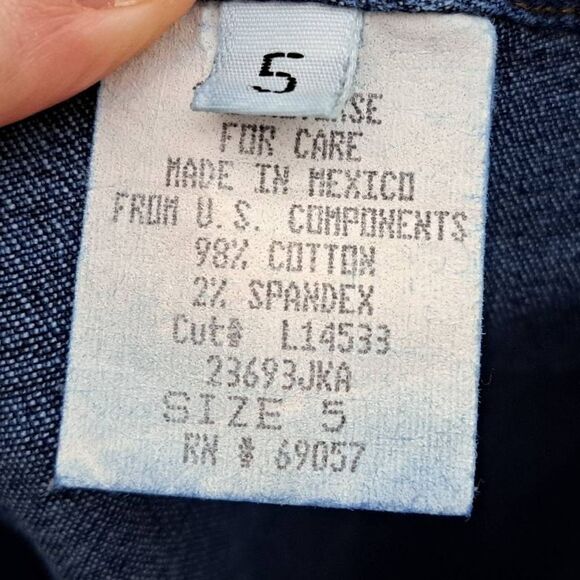 5
FOR CARE
MADE IN MEXICO
FROM U.S. COMPONENTS
98% COTTON
2% SPANDEX
Cut# L14533
23693JKA
SIZE 5
RN # 69057